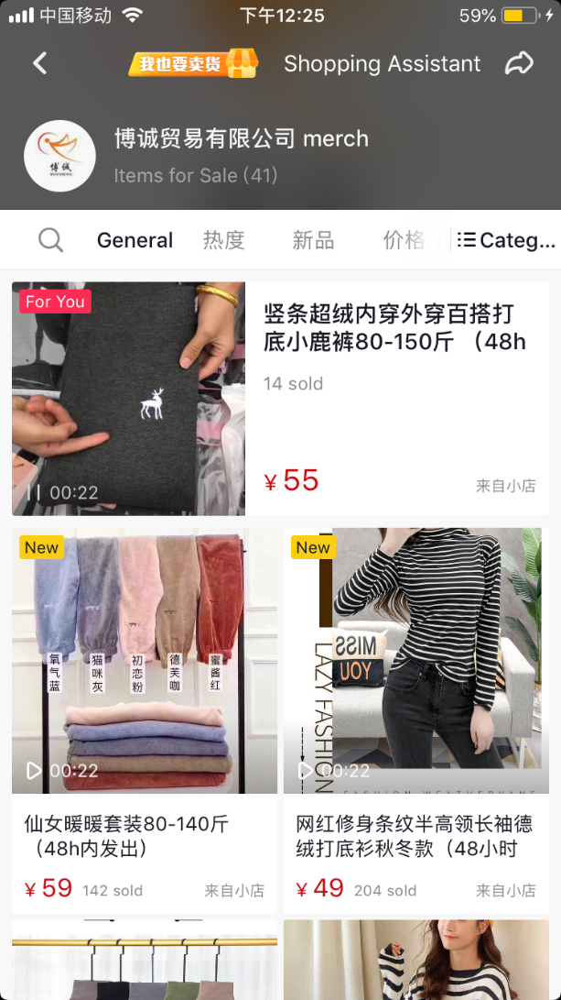 中国移动
下午12:25
59%
我也要卖货
Shopping Assistant
博诚
BOCHENG
博诚贸易有限公司 merch
Items for Sale (41)
General
热度
新品
价格
Categ...
For You
00:22
竖条超绒内穿外穿百搭打
底小鹿裤80-150斤 （48h
14 sold
¥ 55
来自小店
New
氧气蓝
猫咪灰
初恋粉
德芙咖
蜜酱红
00:22
New
MISS
YOU
LAZY FASHION
00:22
FASHION WEATHERVANE
仙女暖暖套装80-140斤
（48h内发出）
¥ 59
142 sold
来自小店
网红修身条纹半高领长袖德
绒打底衫秋冬款（48小时
¥ 49
204 sold
来自小店